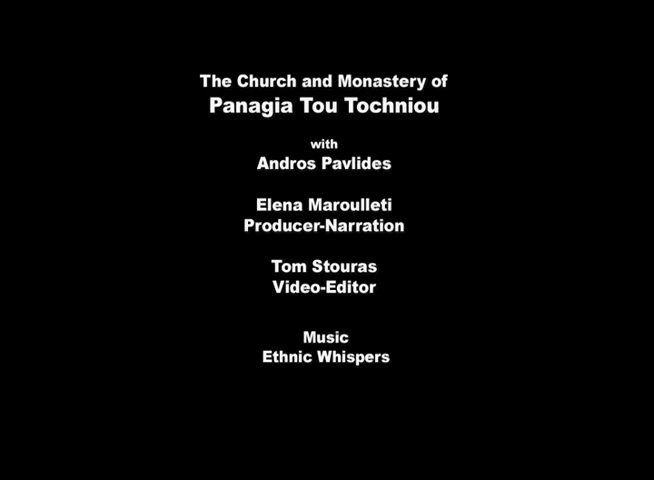 The Church and Monastery of
Panagia Tou Tochniou
with
Andros Pavlides
Elena Maroulleti
Producer-Narration
Tom Stouras
Video-Editor
Music
Ethnic Whispers